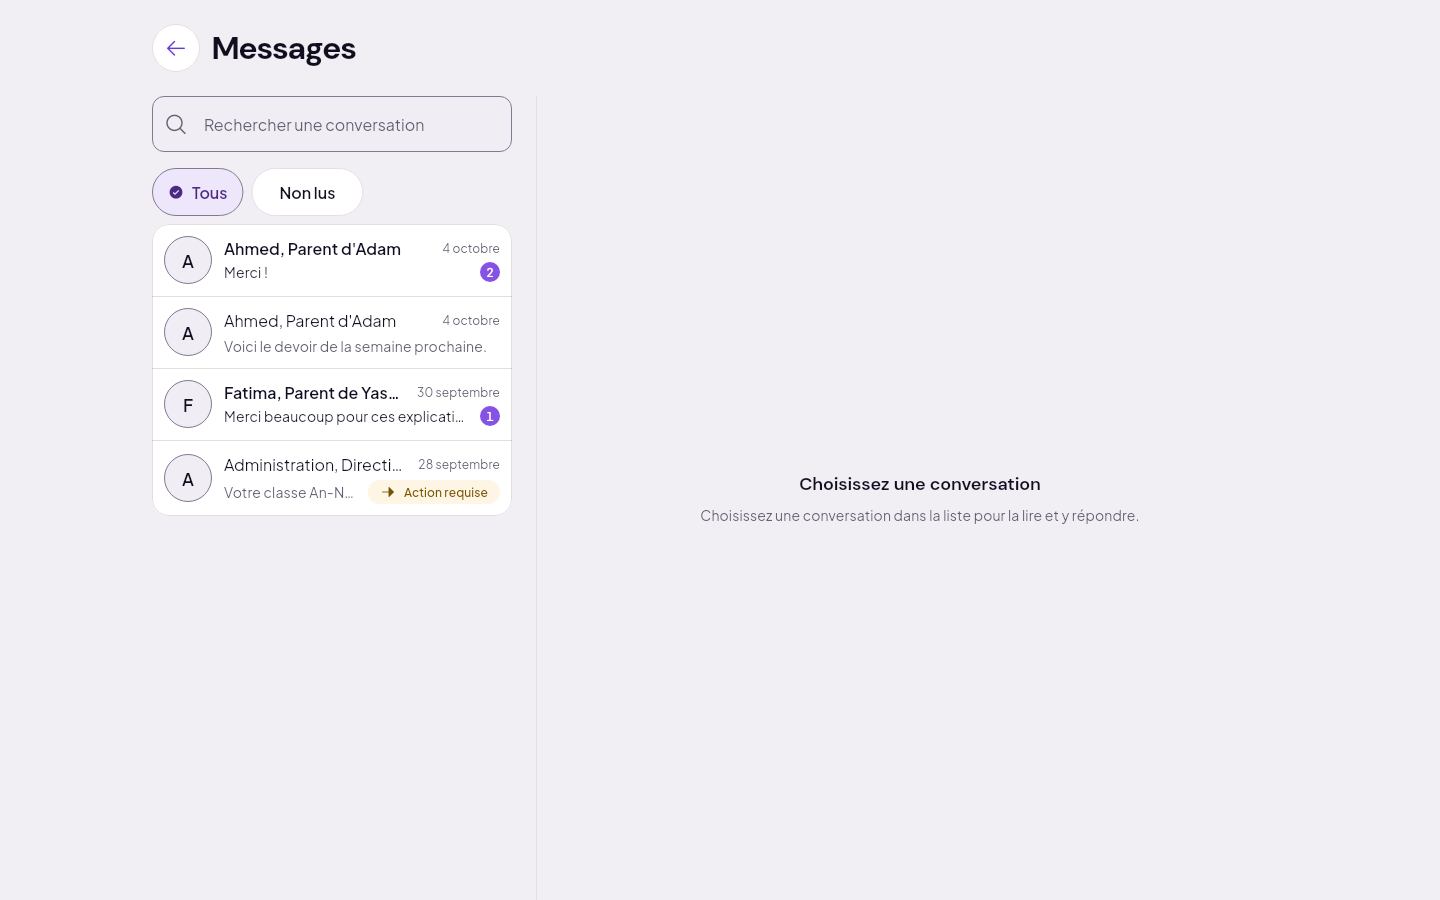 Messages
Rechercher une conversation
Tous
Non lus
A
Ahmed, Parent d'Adam
4 octobre
Merci !
2
A
Ahmed, Parent d'Adam
4 octobre
Voici le devoir de la semaine prochaine.
F
Fatima, Parent de Yas...
30 septembre
Merci beaucoup pour ces explicati...
1
A
Administration, Directi...
28 septembre
Votre classe An-N...
Action requise
Choisissez une conversation
Choisissez une conversation dans la liste pour la lire et y répondre.